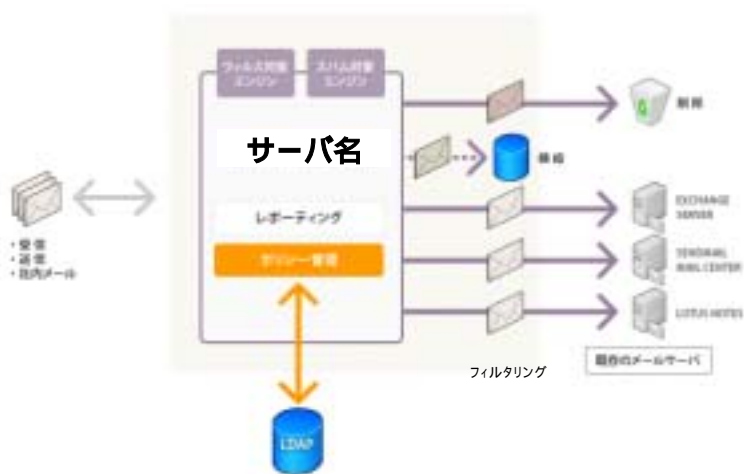 ウィルス対策
エンジン
スパム対策
エンジン
サーバ名
レポーティング
ポリシー管理
・受信
・送信
・社内メール
削除
隔離
EXCHANGE
SERVER
SENDMAIL
MAIL CENTER
LOTUS NOTES
既存のメールサーバ
フィルタリング
LDAP